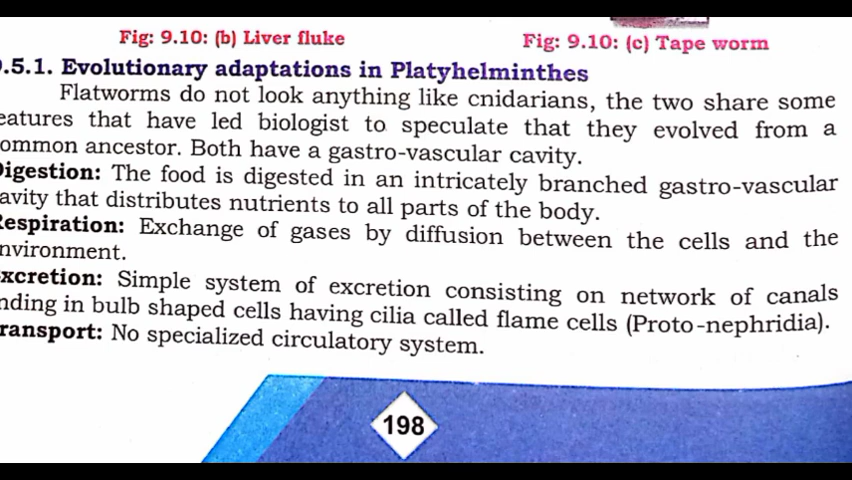 Fig: 9.10: (b) Liver fluke
Fig: 9.10: (c) Tape worm
.5.1. Evolutionary adaptations in Platyhelminthes
Flatworms do not look anything like cnidarians, the two share some
eatures that have led biologist to speculate that they evolved from a
ommon ancestor. Both have a gastro-vascular cavity.
igestion: The food is digested in an intricately branched gastro-vascular
avity that distributes nutrients to all parts of the body.
espiration: Exchange of gases by diffusion between the cells and the
nvironment.
xcretion: Simple system of excretion consisting on network of canals
nding in bulb shaped cells having cilia called flame cells (Proto-nephridia).
ransport: No specialized circulatory system.
198